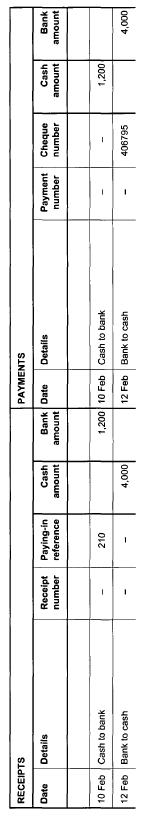 RECEIPTS PAYMENTS
Date Details Receipt number Paying-in reference Cash amount Bank amount Date Details Payment number Cheque number Cash amount Bank amount
10 Feb Cash to bank – 210 1,200 10 Feb Cash to bank – – 1,200
12 Feb Bank to cash – – 4,000 12 Feb Bank to cash – 406795 4,000